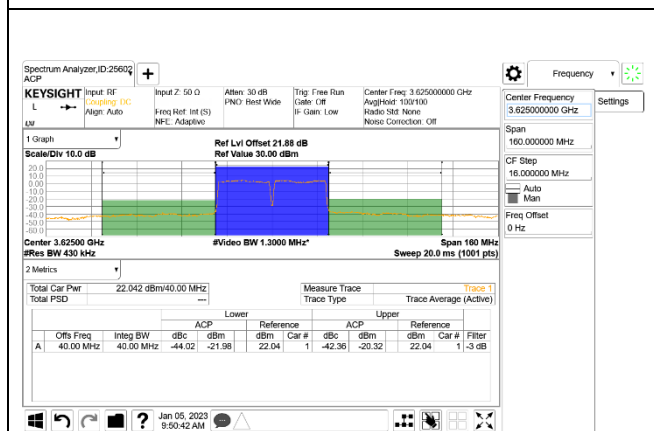 Spectrum Analyzer,ID:25602
ACP
Frequency
KEYSIGHT
L
Input: RF
Coupling: DC
Align: Auto
Input Z: 50 Ω
Freq Ref: Int (S)
NFE: Adaptive
Atten: 30 dB
PNO: Best Wide
Trig: Free Run
Gate: Off
IF Gain: Low
Center Freq: 3.625000000 GHz
Avg|Hold: 100/100
Radio Std: None
Noise Correction: Off
Center Frequency
3.625000000 GHz
Settings
Span
160.000000 MHz
CF Step
16.000000 MHz
Auto
Man
Freq Offset
0 Hz
1 Graph
Scale/Div 10.0 dB
Ref Lvl Offset 21.88 dB
Ref Value 30.00 dBm
20.0
10.0
0.00
-10.0
-20.0
-30.0
-40.0
-50.0
-60.0
Center 3.62500 GHz
#Video BW 1.3000 MHz*
Span 160 MHz
#Res BW 430 kHz
Sweep 20.0 ms (1001 pts)
2 Metrics
Total Car Pwr 22.042 dBm/40.00 MHz
Total PSD ---
Measure Trace Trace 1
Trace Type Trace Average (Active)
Lower Upper
ACP Reference ACP Reference
Offs Freq Integ BW dBc dBm dBm Car # dBc dBm dBm Car # Filter
A 40.00 MHz 40.00 MHz -44.02 -21.98 22.04 1 -42.36 -20.32 22.04 1 -3 dB
Jan 05, 2023
9:50:42 AM